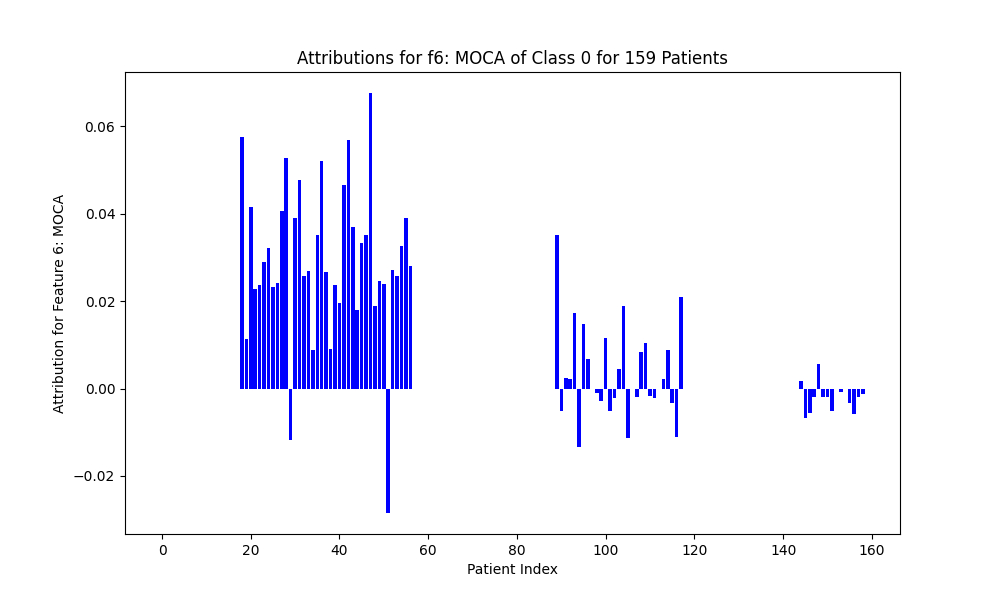 Attributions for f6: MOCA of Class 0 for 159 Patients
Attribution for Feature 6: MOCA
0.06
0.04
0.02
0.00
−0.02
0 20 40 60 80 100 120 140 160
Patient Index